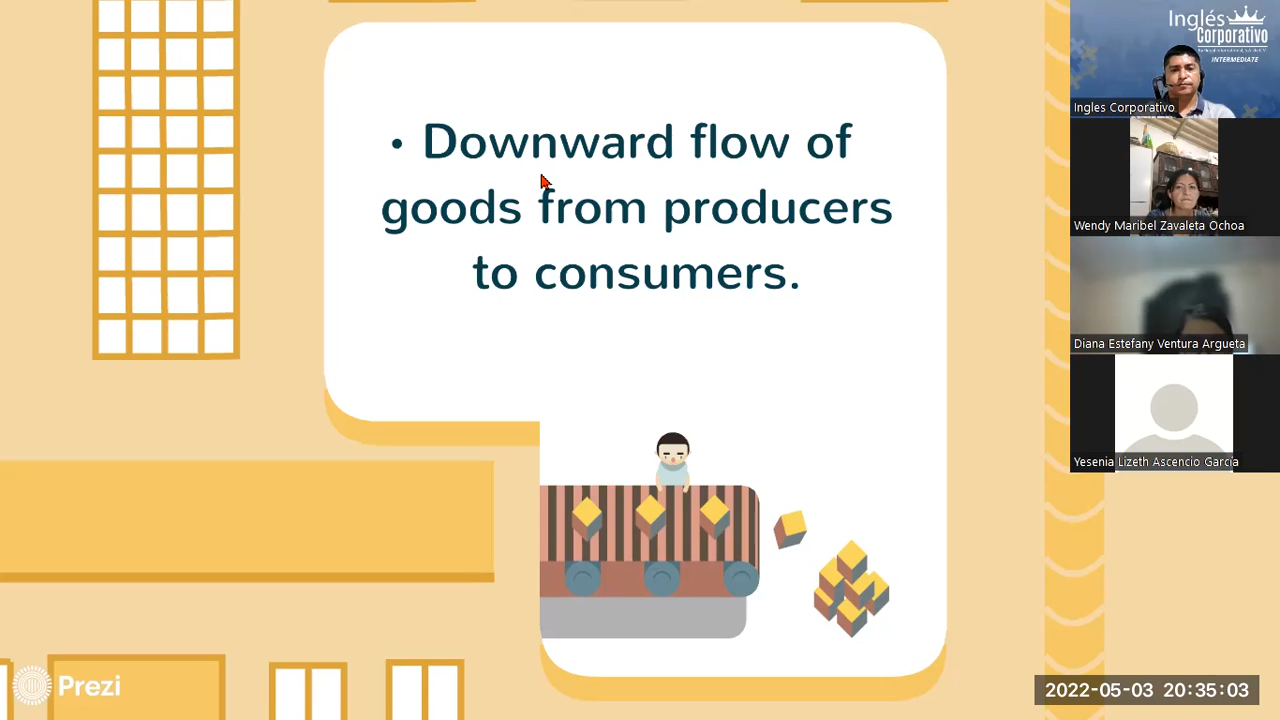 • Downward flow of
goods from producers
to consumers.
Inglés
Corporativo
INTERMEDIATE
Ingles Corporativo
Wendy Maribel Zavaleta Ochoa
Diana Estefany Ventura Argueta
Yesenia Lizeth Ascencio Garcia
Prezi
2022-05-03 20:35:03